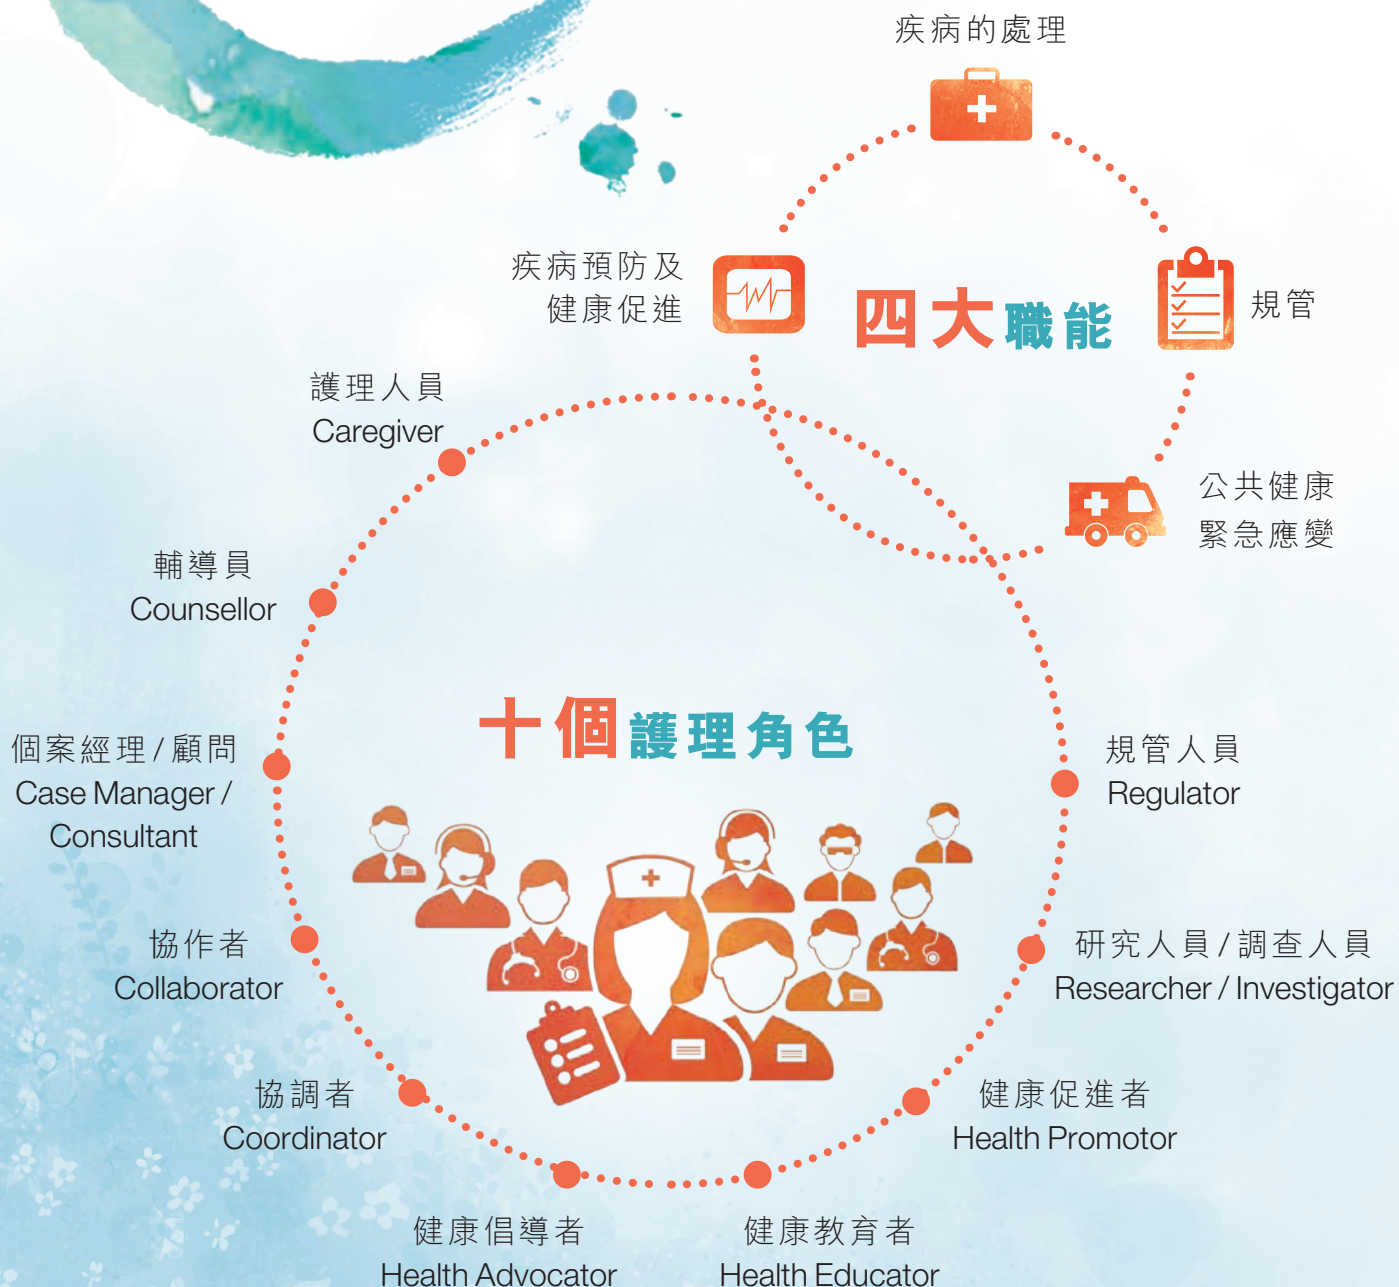 疾病的處理
疾病預防及
健康促進
四大職能
規管
公共健康
緊急應變
護理人員
Caregiver
輔導員
Counsellor
個案經理/顧問
Case Manager /
Consultant
協作者
Collaborator
協調者
Coordinator
健康倡導者
Health Advocator
健康教育者
Health Educator
健康促進者
Health Promotor
研究人員/調查人員
Researcher / Investigator
規管人員
Regulator
十個護理角色